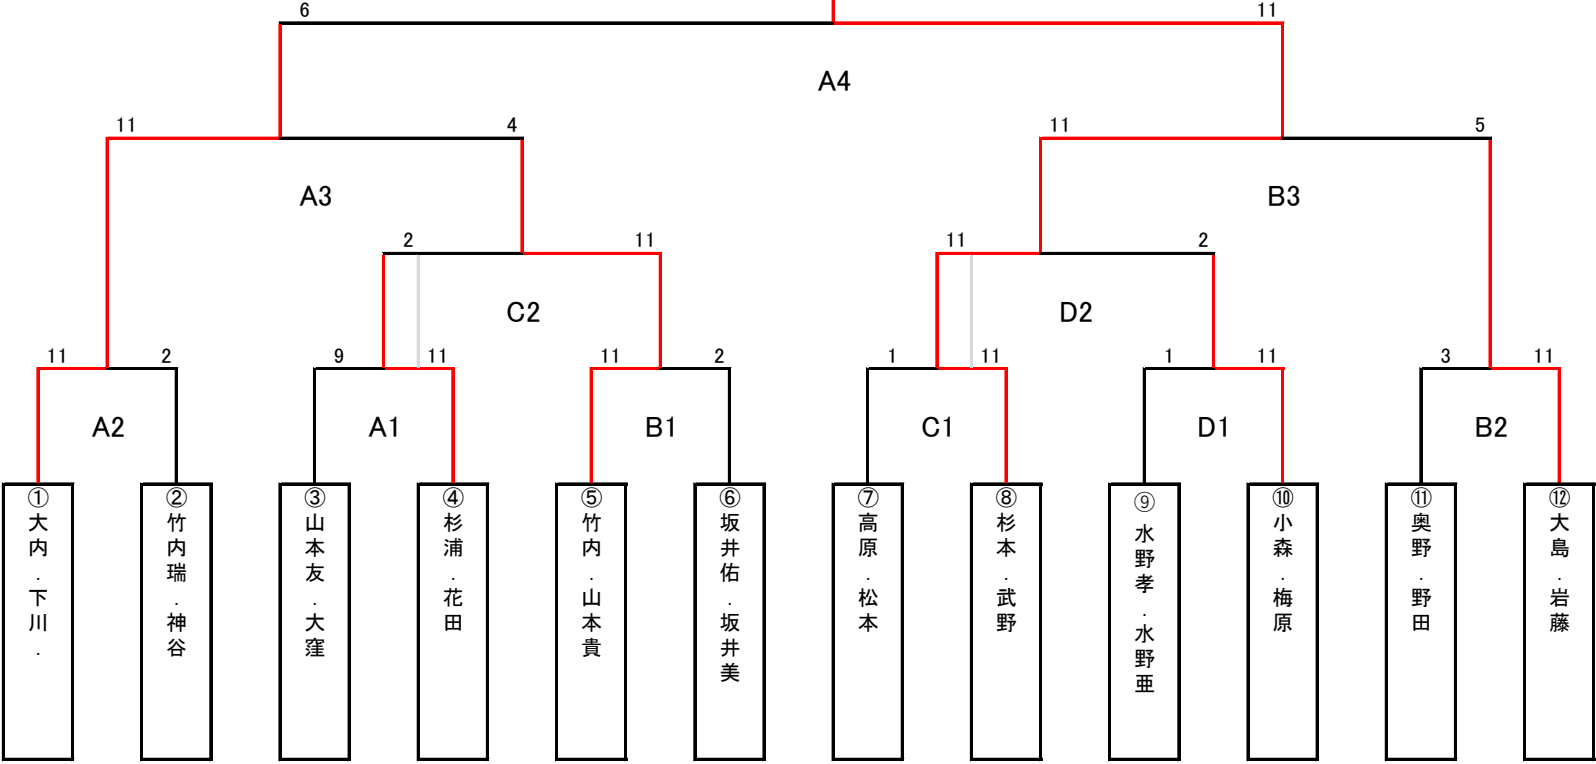 6 11
A4
11 4 11 5
A3 B3
2 11 11 2
C2 D2
11 2 9 11 11 2 1 11 1 11 3 11
A2 A1 B1 C1 D1 B2
①大内.下川.
②竹内瑞.神谷
③山本友.大窪
④杉浦.花田
⑤竹内.山本貴
⑥坂井佑.坂井美
⑦高原.松本
⑧杉本.武野
⑨水野孝.水野亜
⑩小森.梅原
⑪奥野.野田
⑫大島.岩藤